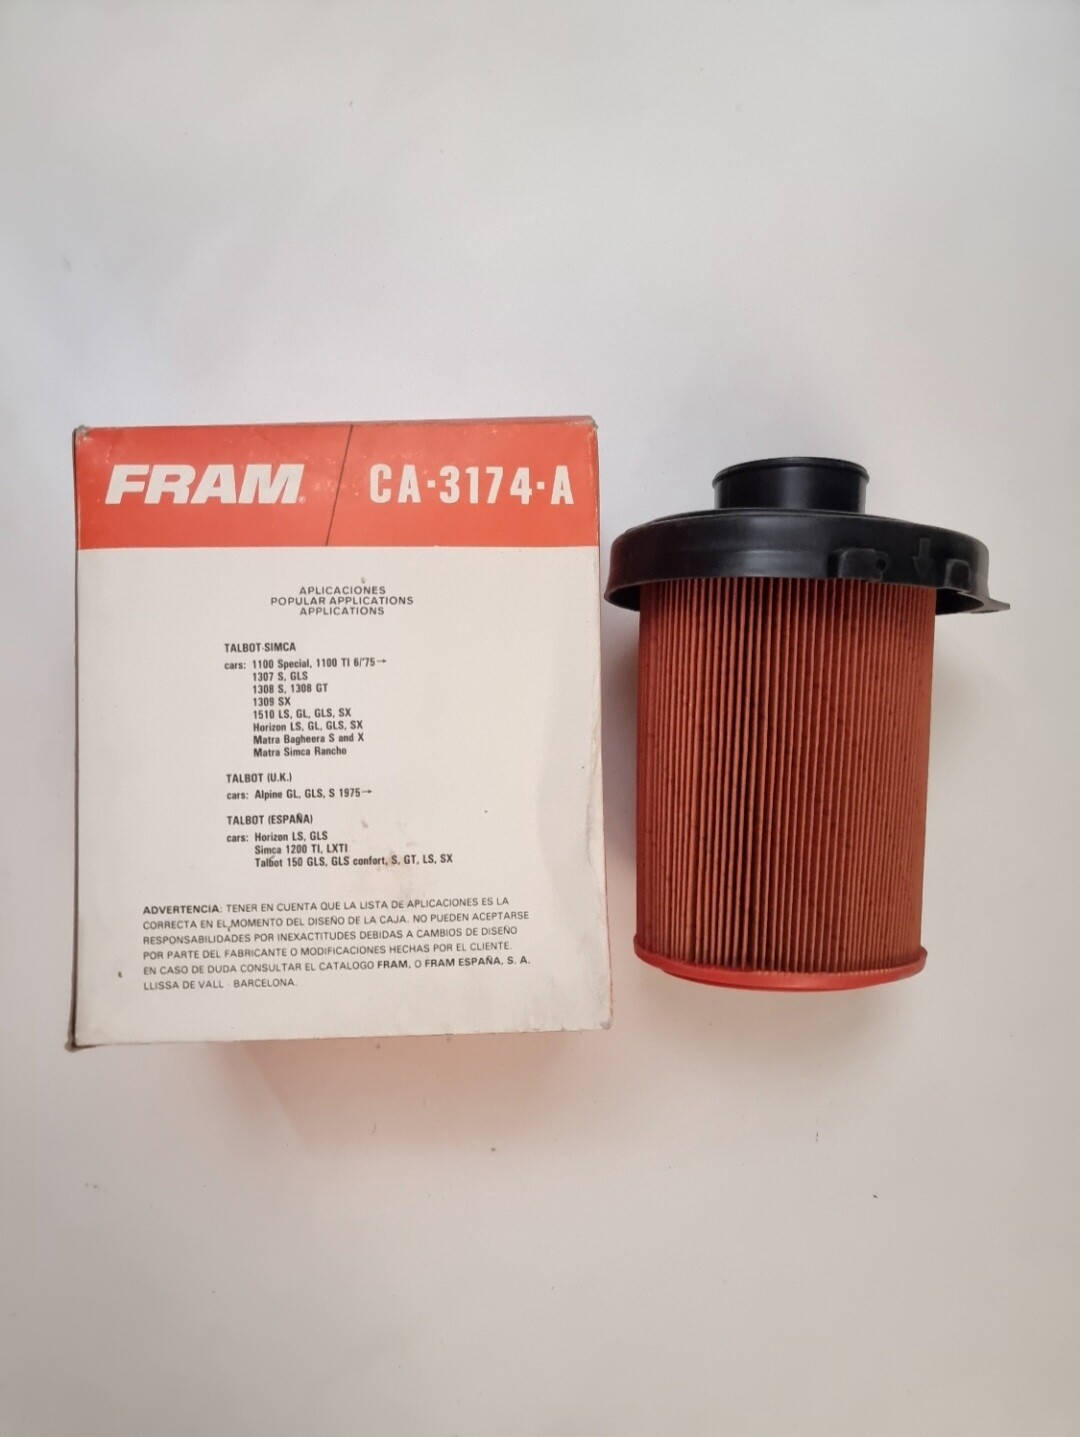 FRAM / CA-3174-A
APLICACIONES
POPULAR APPLICATIONS
APPLICATIONS
TALBOT-SIMCA
cars: 1100 Special, 1100 TI 6/'75→
1307 S, GLS
1308 S, 1308 GT
1309 SX
1510 LS, GL, GLS, SX
Horizon LS, GL, GLS, SX
Matra Bagheera S and X
Matra Simca Rancho
TALBOT (U.K.)
cars: Alpine GL, GLS, S 1975→
TALBOT (ESPAÑA)
cars: Horizon LS, GLS
Simca 1200 TI, LXTI
Talbot 150 GLS, GLS confort, S, GT, LS, SX
ADVERTENCIA: TENER EN CUENTA QUE LA LISTA DE APLICACIONES ES LA
CORRECTA EN EL MOMENTO DEL DISEÑO DE LA CAJA. NO PUEDEN ACEPTARSE
RESPONSABILIDADES POR INEXACTITUDES DEBIDAS A CAMBIOS DE DISEÑO
POR PARTE DEL FABRICANTE O MODIFICACIONES HECHAS POR EL CLIENTE.
EN CASO DE DUDA CONSULTAR EL CATALOGO FRAM, O FRAM ESPAÑA, S. A.
LLISSA DE VALL - BARCELONA.